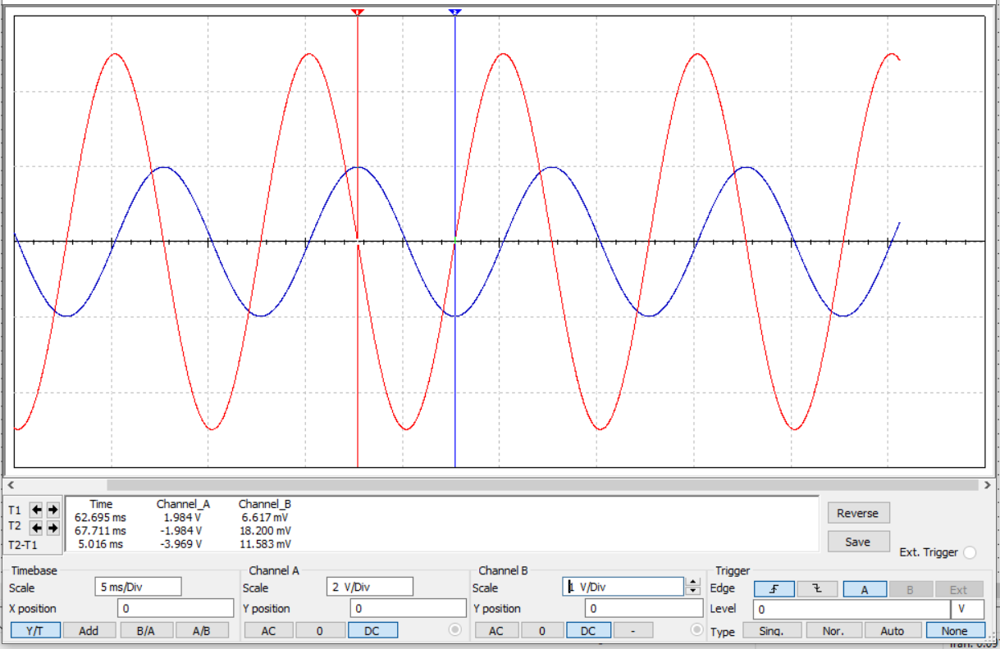 1 2
T1
T2
T2-T1
Time Channel_A Channel_B
62.695 ms 1.984 V 6.617 mV
67.711 ms -1.984 V 18.200 mV
5.016 ms -3.969 V 11.583 mV
Reverse
Save
Ext. Trigger
Timebase
Scale 5 ms/Div
X position 0
Y/T Add B/A A/B
Channel A
Scale 2 V/Div
Y position 0
AC 0 DC
Channel B
Scale 1 V/Div
Y position 0
AC 0 DC -
Trigger
Edge A B Ext
Level 0 V
Type Sing. Nor. Auto None